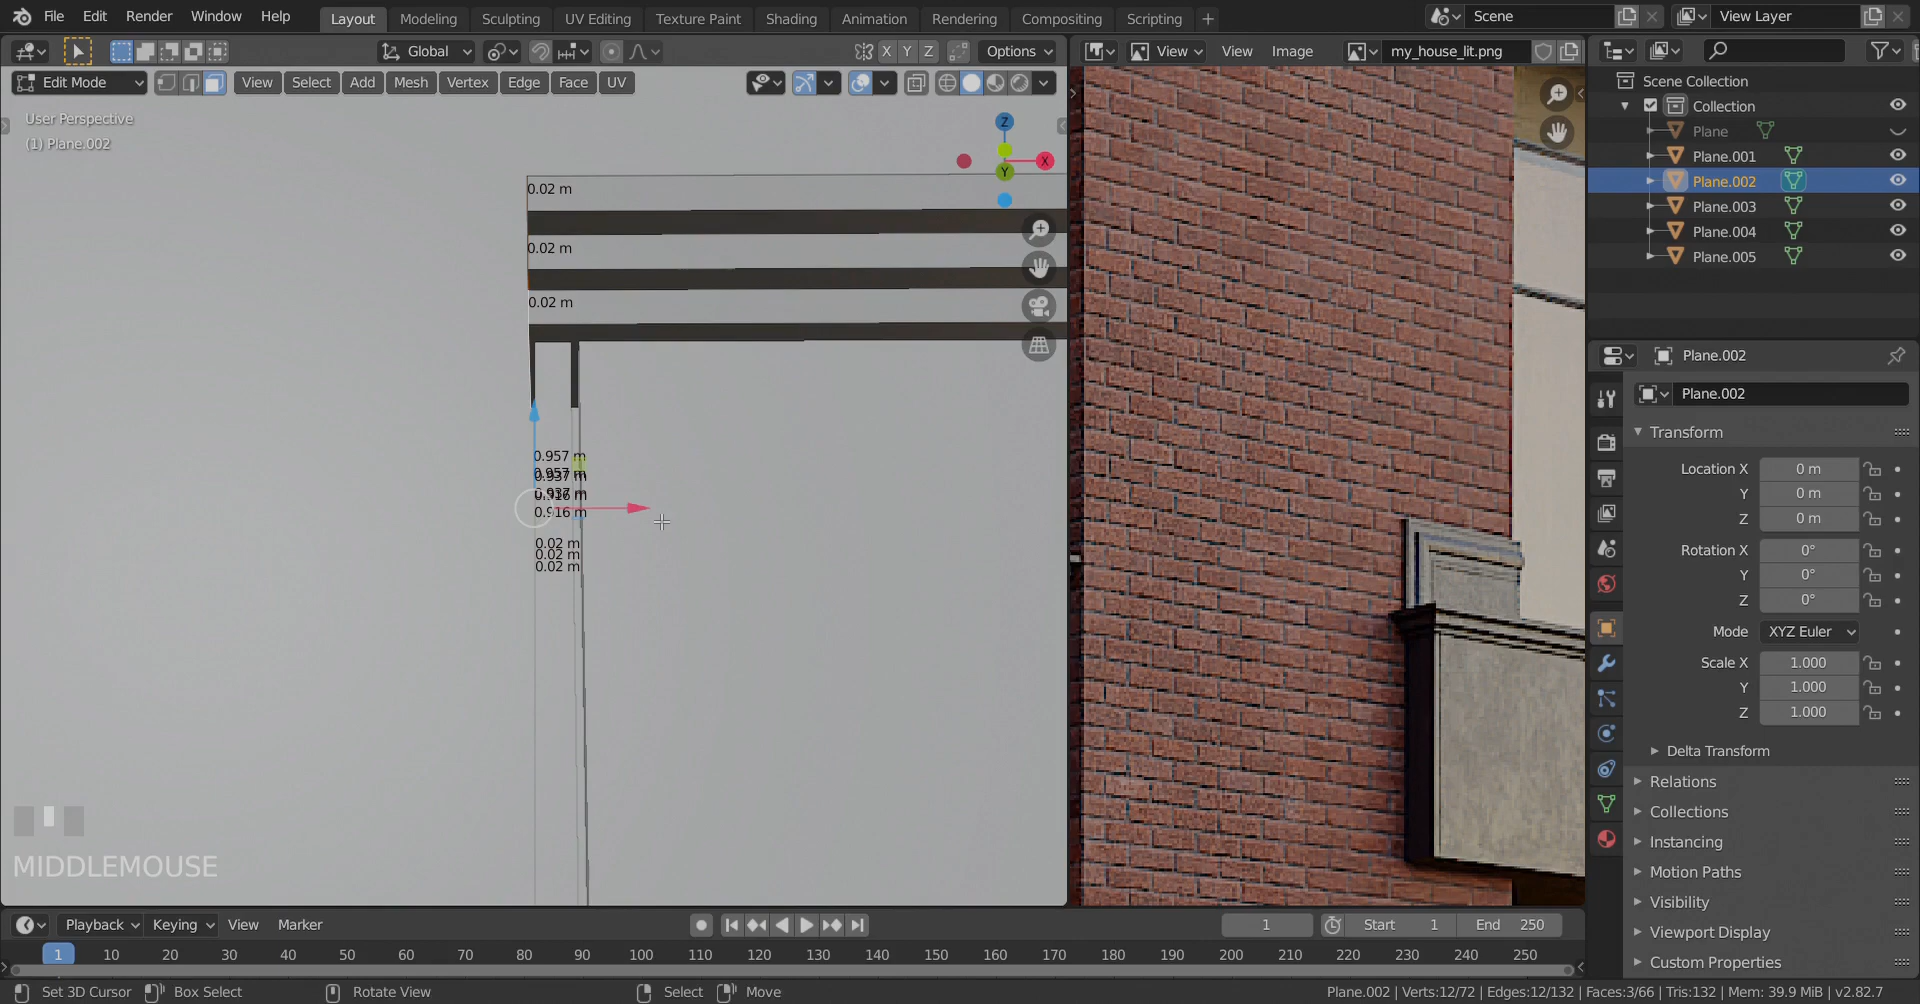 File Edit Render Window Help Layout Modeling Sculpting UV Editing Texture Paint Shading Animation Rendering Compositing Scripting + Scene View Layer
Global X Y Z Options View View Image my_house_lit.png
Edit Mode View Select Add Mesh Vertex Edge Face UV
Scene Collection
Collection
Plane
Plane.001
Plane.002
Plane.003
Plane.004
Plane.005
User Perspective
(1) Plane.002
Z
X
Y
0.02 m
0.02 m
0.02 m
0.957 m
0.957 m
0.937 m
0.916 m
0.916 m
0.02 m
0.02 m
0.02 m
MIDDLEMOUSE
Plane.002
Plane.002
Transform
Location X 0 m
Y 0 m
Z 0 m
Rotation X 0°
Y 0°
Z 0°
Mode XYZ Euler
Scale X 1.000
Y 1.000
Z 1.000
Delta Transform
Relations
Collections
Instancing
Motion Paths
Visibility
Viewport Display
Custom Properties
Playback Keying View Marker 1 Start 1 End 250
1 10 20 30 40 50 60 70 80 90 100 110 120 130 140 150 160 170 180 190 200 210 220 230 240 250
Set 3D Cursor Box Select Rotate View Select Move Plane.002 | Verts:12/72 | Edges:12/132 | Faces:3/66 | Tris:132 | Mem: 39.9 MiB | v2.82.7